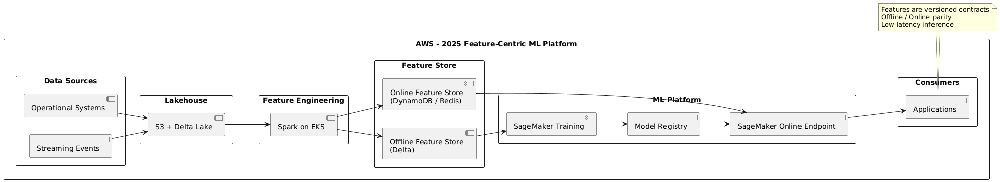 Features are versioned contracts
Offline / Online parity
Low-latency inference
AWS - 2025 Feature-Centric ML Platform
Data Sources
Operational Systems
Streaming Events
Lakehouse
S3 + Delta Lake
Feature Engineering
Spark on EKS
Feature Store
Online Feature Store
(DynamoDB / Redis)
Offline Feature Store
(Delta)
ML Platform
SageMaker Training
Model Registry
SageMaker Online Endpoint
Consumers
Applications